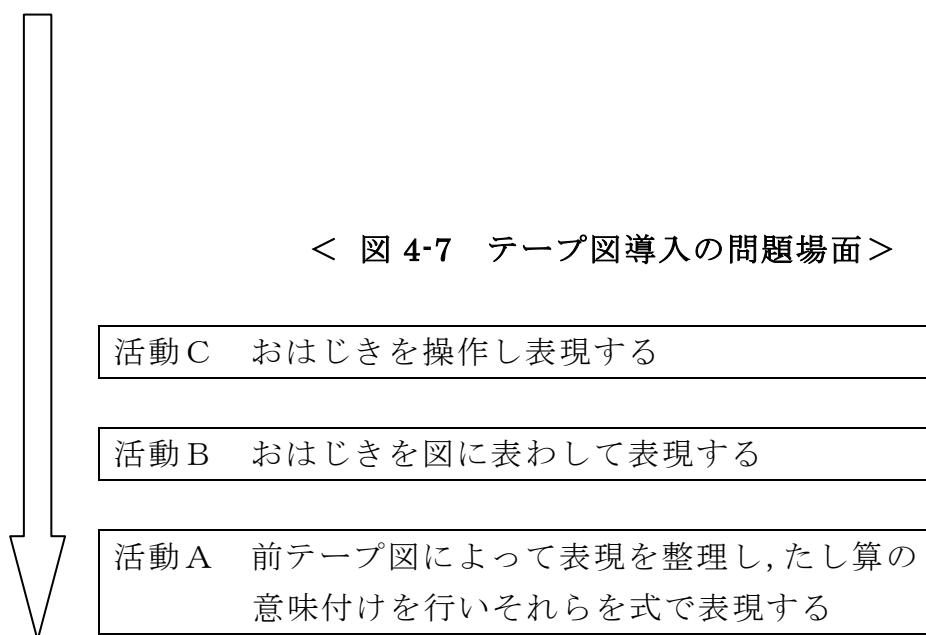 < 図 4-7 テープ図導入の問題場面>
活動C おはじきを操作し表現する
活動B おはじきを図に表わして表現する
活動A 前テープ図によって表現を整理し,たし算の
意味付けを行いそれらを式で表現する